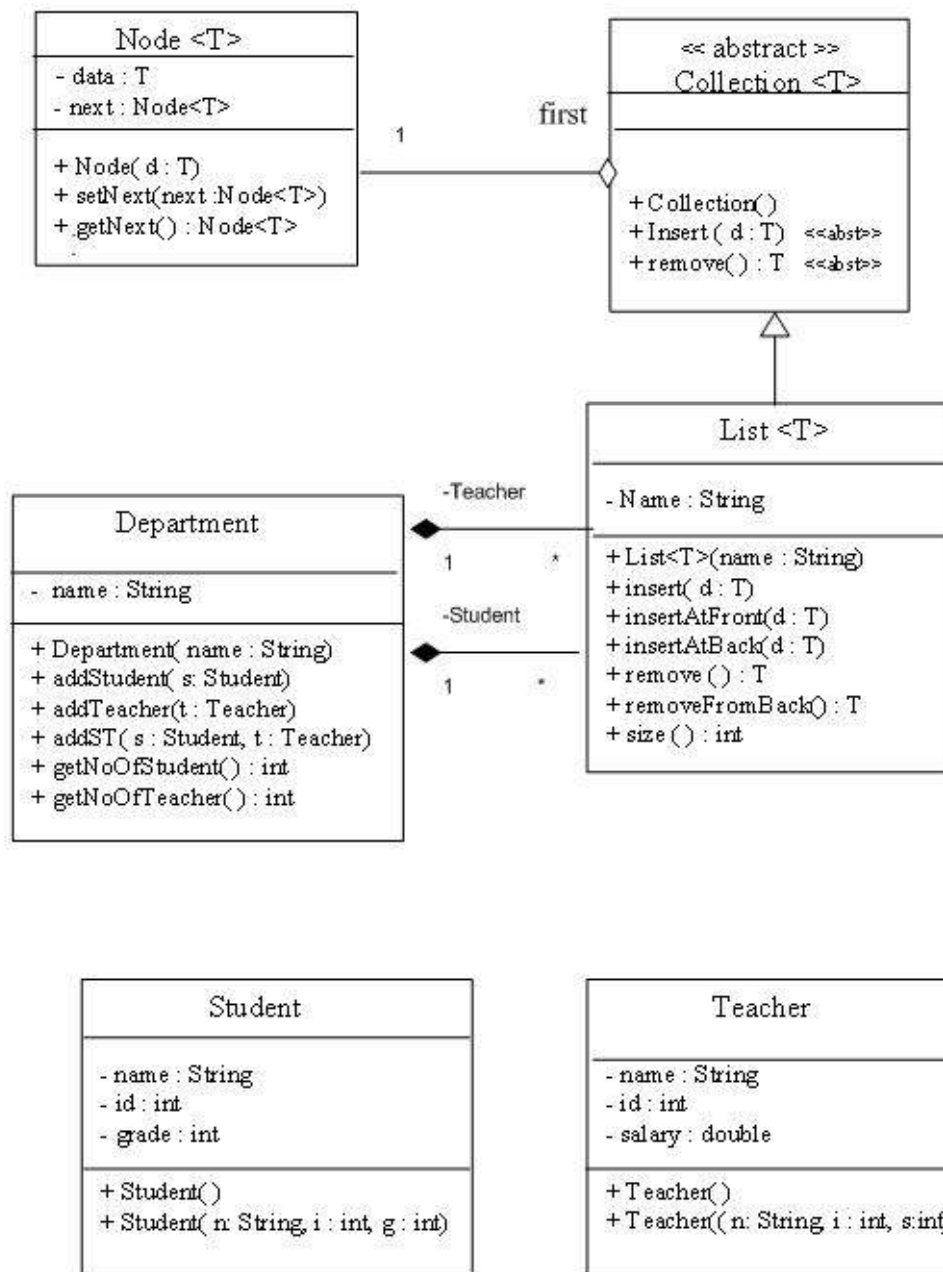 Node <T>
- data : T
- next : Node<T>
+ Node( d : T)
+ setNext(next :Node<T>)
+ getNext() : Node<T>
1
first
<< abstract >>
Collection <T>
+ Collection()
+ Insert ( d : T) <<abst>>
+ remove() : T <<abst>>
List <T>
- Name : String
+ List<T>(name : String)
+ insert( d : T)
+ insertAtFront(d : T)
+ insertAtBack(d : T)
+ remove () : T
+ removeFromBack() : T
+ size () : int
-Teacher
1 *
-Student
1 *
Department
- name : String
+ Department( name : String)
+ addStudent( s: Student)
+ addTeacher(t : Teacher)
+ addST( s : Student, t : Teacher)
+ getNoOfStudent() : int
+ getNoOfTeacher() : int
Student
- name : String
- id : int
- grade : int
+ Student()
+ Student( n: String, i : int, g : int)
Teacher
- name : String
- id : int
- salary : double
+ Teacher()
+ Teacher(( n: String, i : int, s:int)